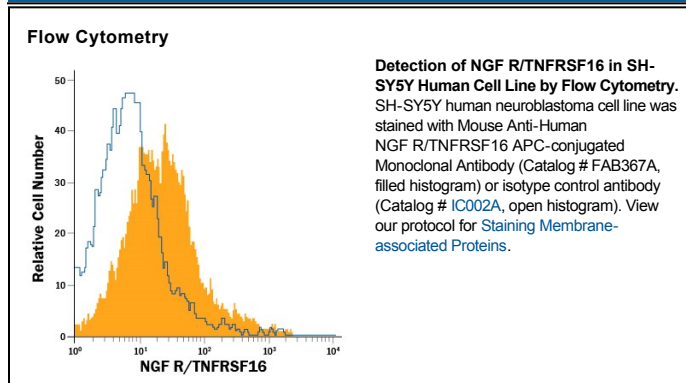 Flow Cytometry
Detection of NGF R/TNFRSF16 in SH-
SY5Y Human Cell Line by Flow Cytometry.
SH-SY5Y human neuroblastoma cell line was
stained with Mouse Anti-Human
NGF R/TNFRSF16 APC-conjugated
Monoclonal Antibody (Catalog # FAB367A,
filled histogram) or isotype control antibody
(Catalog # IC002A, open histogram). View
our protocol for Staining Membrane-
associated Proteins.
Relative Cell Number
50
40
30
20
10
0
10⁰ 10¹ 10² 10³ 10⁴
NGF R/TNFRSF16